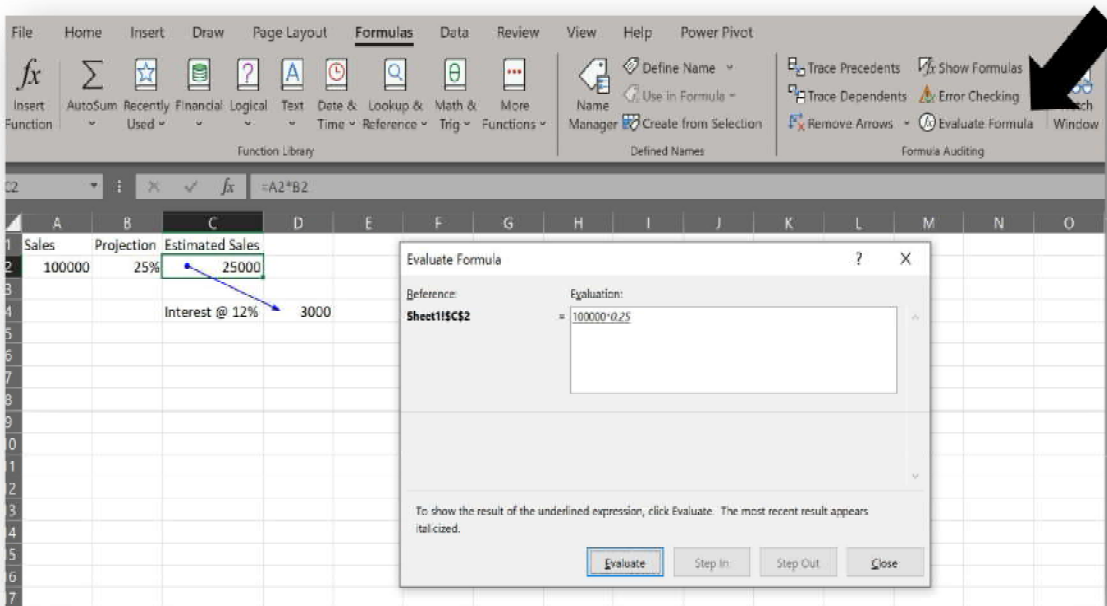 File Home Insert Draw Page Layout Formulas Data Review View Help Power Pivot
Insert Function
AutoSum
Recently Used
Financial
Logical
Text
Date & Time
Lookup & Reference
Math & Trig
More Functions
Function Library
Name Manager
Define Name
Use in Formula
Create from Selection
Defined Names
Trace Precedents
Trace Dependents
Remove Arrows
Show Formulas
Error Checking
Evaluate Formula
Formula Auditing
Window
fx =A2*B2
A B C D E F G H I J K L M N O
Sales Projection Estimated Sales
100000 25% 25000
Interest @ 12% 3000
Evaluate Formula ? X
Reference: Evaluation:
Sheet1!$C$2 = 100000*0.25
To show the result of the underlined expression, click Evaluate. The most recent result appears
italicized.
Evaluate Step In Step Out Close